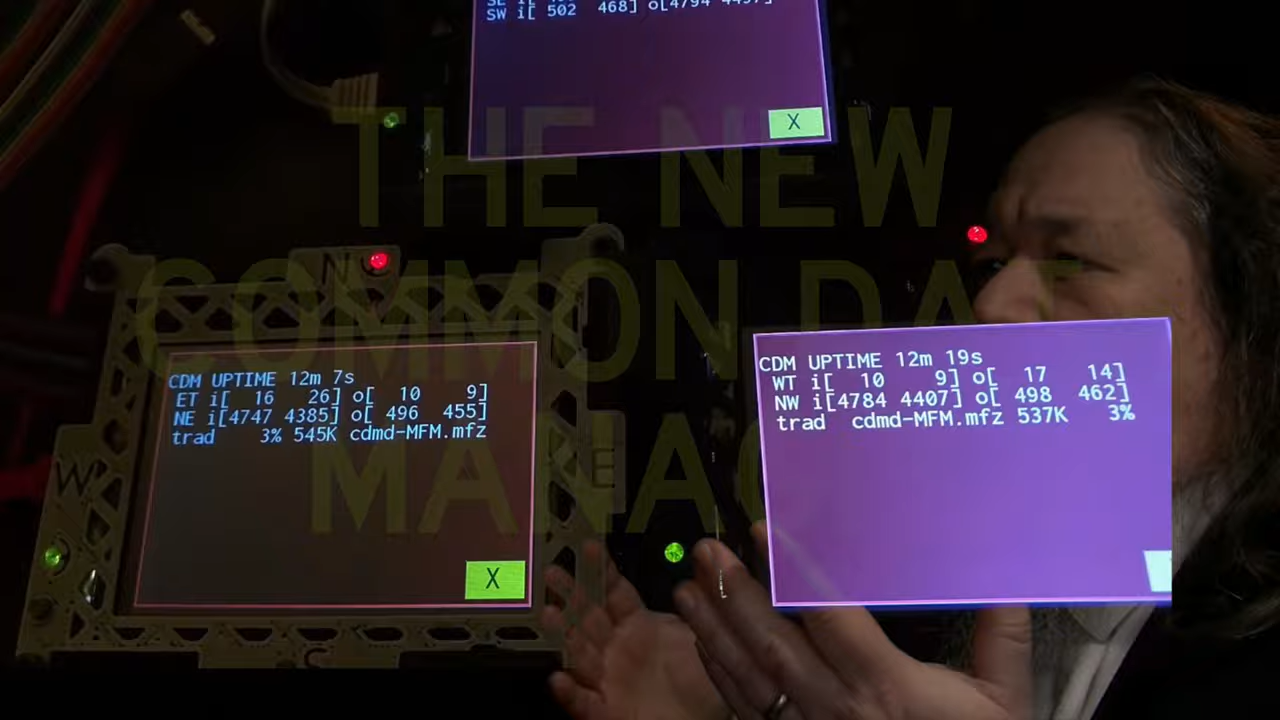 SW i[ 502 468] o[4794 4497]
X
THE NEW
COMMON DATA
MANAG
N
W
E
CDM UPTIME 12m 7s
ET i[ 16 26] o[ 10 9]
NE i[4747 4385] o[ 496 455]
trad 3% 545K cdmd-MFM.mfz
X
CDM UPTIME 12m 19s
WT i[ 10 9] o[ 17 14]
NW i[4784 4407] o[ 498 462]
trad cdmd-MFM.mfz 537K 3%